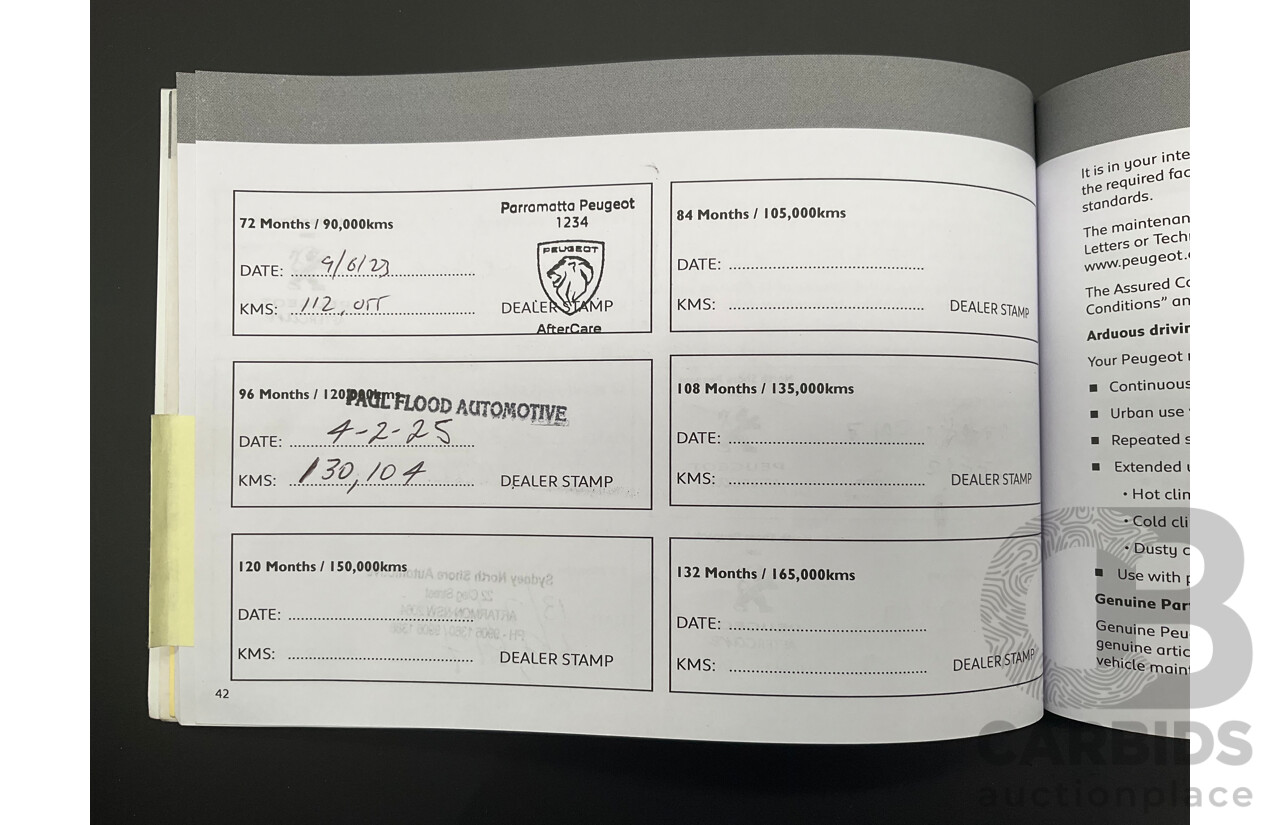 72 Months / 90,000kms
Parramatta Peugeot
1234
PEUGEOT
DATE: 9/6/23
KMS: 112,
DEALER STAMP
AfterCare
84 Months / 105,000kms
DATE:
KMS:
DEALER STAMP
96 Months / 120,000kms
PAUL FLOOD AUTOMOTIVE
DATE: 4-2-25
KMS: 130,104
DEALER STAMP
108 Months / 135,000kms
DATE:
KMS:
DEALER STAMP
120 Months / 150,000kms
DATE:
KMS:
DEALER STAMP
132 Months / 165,000kms
DATE:
KMS:
DEALER STAMP
42
It is in your inte
the required fac
standards.
The maintenan
Letters or Tech
www.peugeot.
The Assured Co
Conditions" an
Arduous drivin
Your Peugeot
■ Continuous
■ Urban use
■ Repeated s
■ Extended u
• Hot clim
• Cold cli
• Dusty c
■ Use with p
Genuine Par
Genuine Peu
genuine artic
vehicle main
CB
CARBIDS
auctionplace